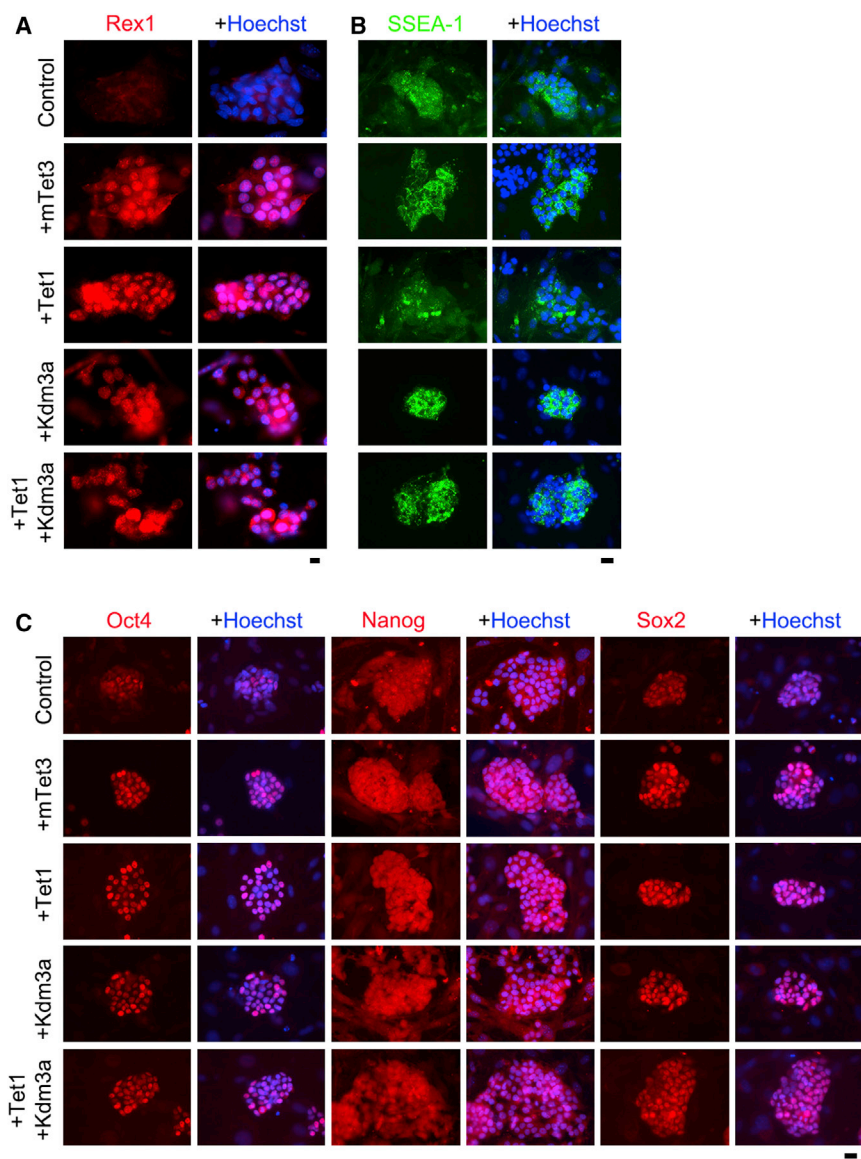 A Rex1 +Hoechst B SSEA-1 +Hoechst
Control
+mTet3
+Tet1
+Kdm3a
+Tet1
+Kdm3a
C Oct4 +Hoechst Nanog +Hoechst Sox2 +Hoechst
Control
+mTet3
+Tet1
+Kdm3a
+Tet1
+Kdm3a